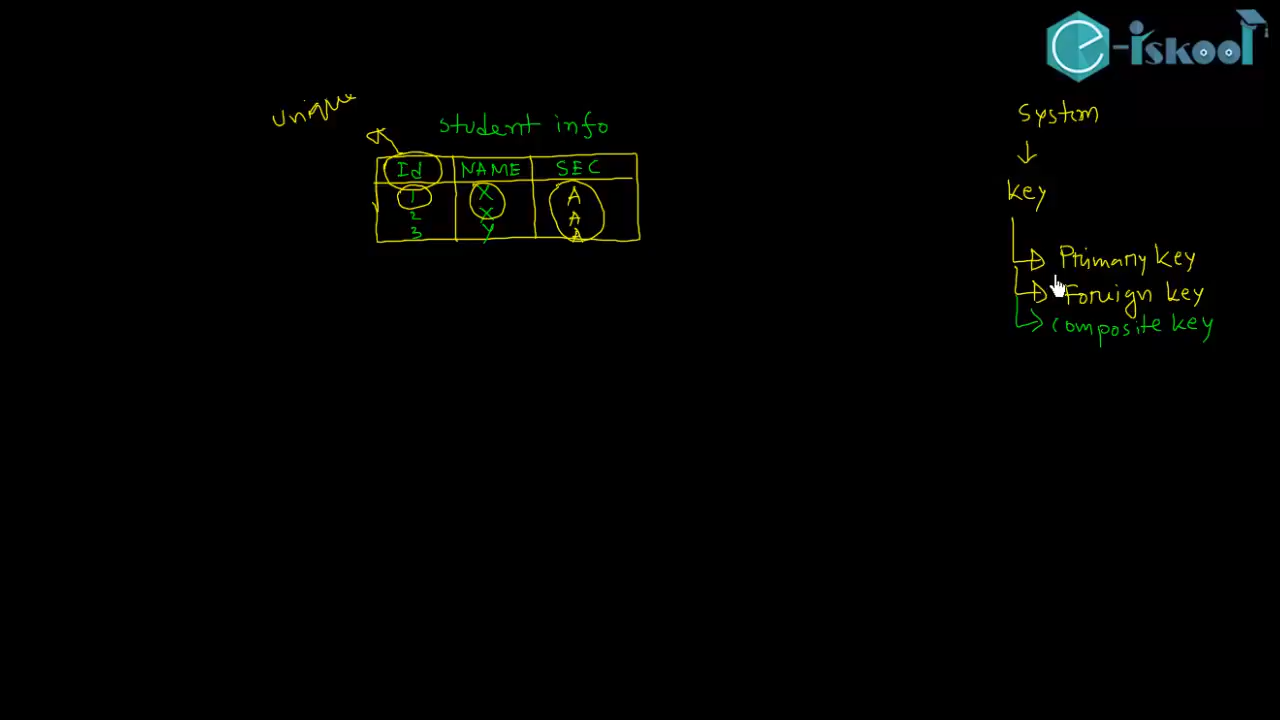 e-iskool
unique
student info
System
Id NAME SEC
1 X A
2 X A
3 Y A
key
Primary key
Foreign key
composite key